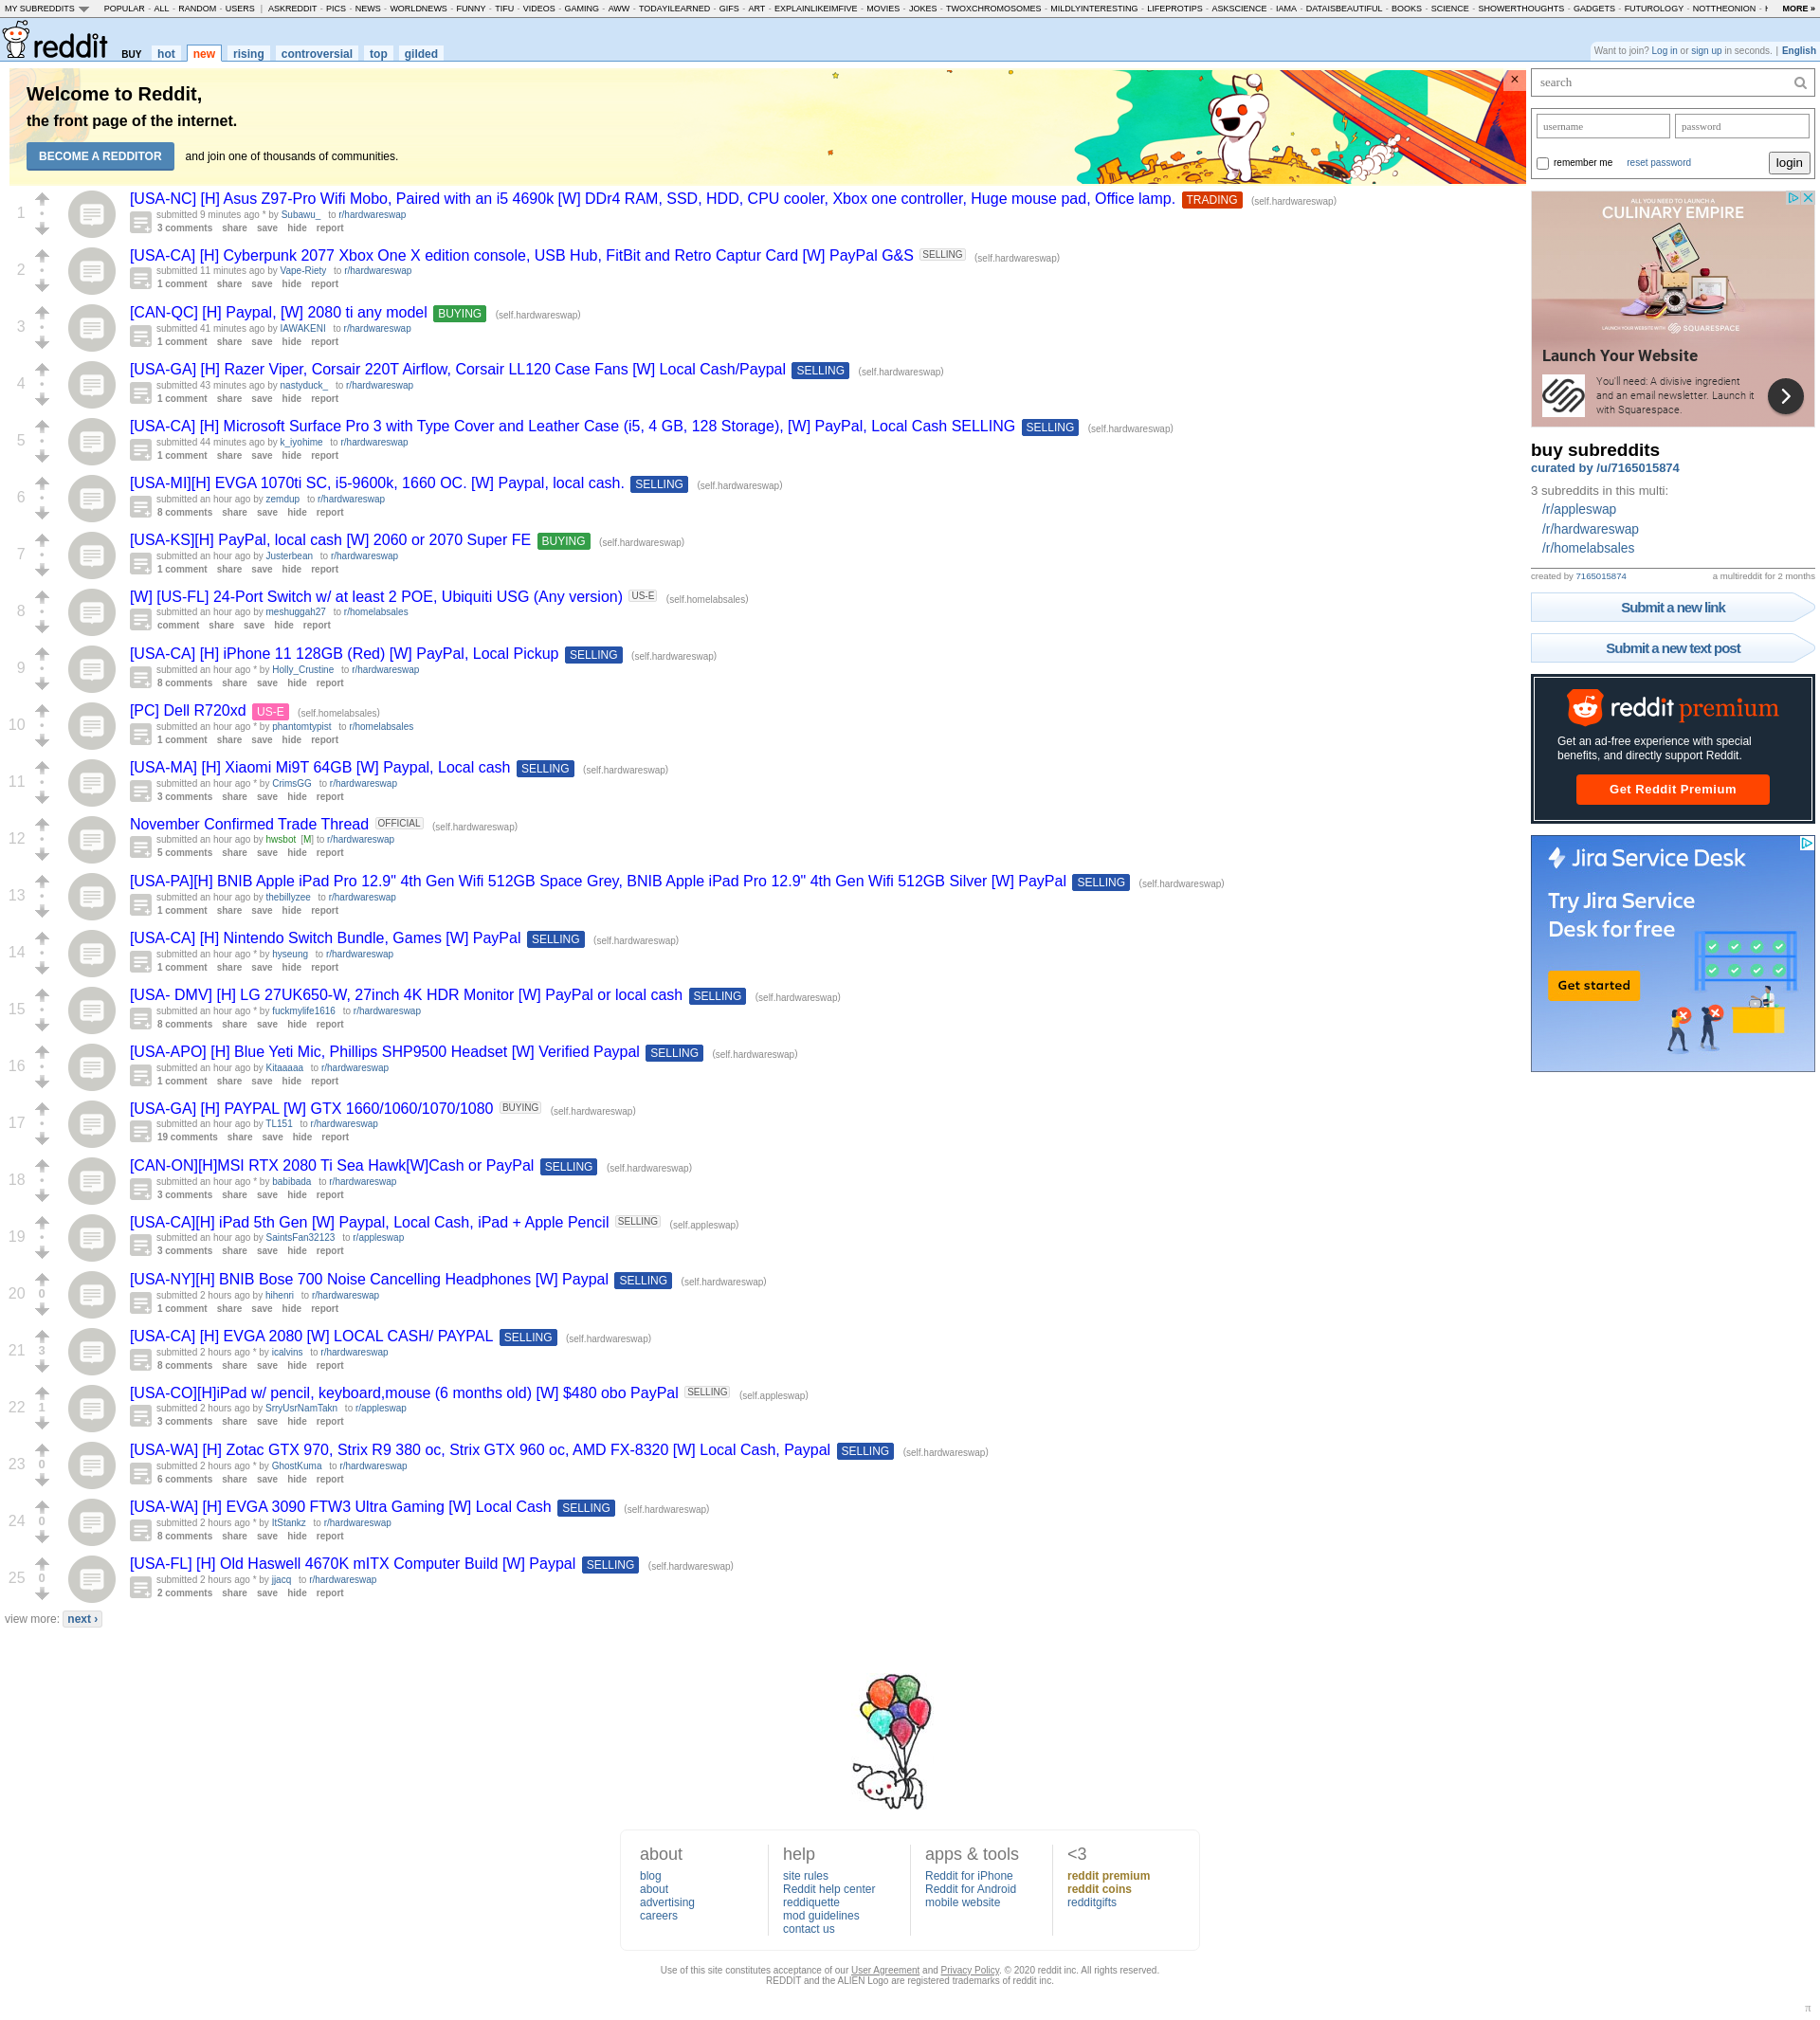 MY SUBREDDITS POPULAR - ALL - RANDOM - USERS | ASKREDDIT - PICS - NEWS - WORLDNEWS - FUNNY - TIFU - VIDEOS - GAMING - AWW - TODAYILEARNED - GIFS - ART - EXPLAINLIKEIMFIVE - MOVIES - JOKES - TWOXCHROMOSOMES - MILDLYINTERESTING - LIFEPROTIPS - ASKSCIENCE - IAMA - DATAISBEAUTIFUL - BOOKS - SCIENCE - SHOWERTHOUGHTS - GADGETS - FUTUROLOGY - NOTTHEONION - MORE »
reddit BUY hot new rising controversial top gilded
Want to join? Log in or sign up in seconds. | English
Welcome to Reddit,
the front page of the internet.
BECOME A REDDITOR and join one of thousands of communities.
×
1
[USA-NC] [H] Asus Z97-Pro Wifi Mobo, Paired with an i5 4690k [W] DDr4 RAM, SSD, HDD, CPU cooler, Xbox one controller, Huge mouse pad, Office lamp. TRADING (self.hardwareswap)
submitted 9 minutes ago * by Subawu_ to r/hardwareswap
3 comments share save hide report
2
[USA-CA] [H] Cyberpunk 2077 Xbox One X edition console, USB Hub, FitBit and Retro Captur Card [W] PayPal G&S SELLING (self.hardwareswap)
submitted 11 minutes ago by Vape-Riety to r/hardwareswap
1 comment share save hide report
3
[CAN-QC] [H] Paypal, [W] 2080 ti any model BUYING (self.hardwareswap)
submitted 41 minutes ago by IAWAKENI to r/hardwareswap
1 comment share save hide report
4
[USA-GA] [H] Razer Viper, Corsair 220T Airflow, Corsair LL120 Case Fans [W] Local Cash/Paypal SELLING (self.hardwareswap)
submitted 43 minutes ago by nastyduck_ to r/hardwareswap
1 comment share save hide report
5
[USA-CA] [H] Microsoft Surface Pro 3 with Type Cover and Leather Case (i5, 4 GB, 128 Storage), [W] PayPal, Local Cash SELLING SELLING (self.hardwareswap)
submitted 44 minutes ago by k_iyohime to r/hardwareswap
1 comment share save hide report
6
[USA-MI][H] EVGA 1070ti SC, i5-9600k, 1660 OC. [W] Paypal, local cash. SELLING (self.hardwareswap)
submitted an hour ago by zemdup to r/hardwareswap
8 comments share save hide report
7
[USA-KS][H] PayPal, local cash [W] 2060 or 2070 Super FE BUYING (self.hardwareswap)
submitted an hour ago by Justerbean to r/hardwareswap
1 comment share save hide report
8
[W] [US-FL] 24-Port Switch w/ at least 2 POE, Ubiquiti USG (Any version) US-E (self.homelabsales)
submitted an hour ago by meshuggah27 to r/homelabsales
comment share save hide report
9
[USA-CA] [H] iPhone 11 128GB (Red) [W] PayPal, Local Pickup SELLING (self.hardwareswap)
submitted an hour ago * by Holly_Crustine to r/hardwareswap
8 comments share save hide report
10
[PC] Dell R720xd US-E (self.homelabsales)
submitted an hour ago * by phantomtypist to r/homelabsales
1 comment share save hide report
11
[USA-MA] [H] Xiaomi Mi9T 64GB [W] Paypal, Local cash SELLING (self.hardwareswap)
submitted an hour ago * by CrimsGG to r/hardwareswap
3 comments share save hide report
12
November Confirmed Trade Thread OFFICIAL (self.hardwareswap)
submitted an hour ago by hwsbot [M] to r/hardwareswap
5 comments share save hide report
13
[USA-PA][H] BNIB Apple iPad Pro 12.9" 4th Gen Wifi 512GB Space Grey, BNIB Apple iPad Pro 12.9" 4th Gen Wifi 512GB Silver [W] PayPal SELLING (self.hardwareswap)
submitted an hour ago by thebillyzee to r/hardwareswap
1 comment share save hide report
14
[USA-CA] [H] Nintendo Switch Bundle, Games [W] PayPal SELLING (self.hardwareswap)
submitted an hour ago * by hyseung to r/hardwareswap
1 comment share save hide report
15
[USA- DMV] [H] LG 27UK650-W, 27inch 4K HDR Monitor [W] PayPal or local cash SELLING (self.hardwareswap)
submitted an hour ago * by fuckmylife1616 to r/hardwareswap
8 comments share save hide report
16
[USA-APO] [H] Blue Yeti Mic, Phillips SHP9500 Headset [W] Verified Paypal SELLING (self.hardwareswap)
submitted an hour ago by Kitaaaaa to r/hardwareswap
1 comment share save hide report
17
[USA-GA] [H] PAYPAL [W] GTX 1660/1060/1070/1080 BUYING (self.hardwareswap)
submitted an hour ago by TL151 to r/hardwareswap
19 comments share save hide report
18
[CAN-ON][H]MSI RTX 2080 Ti Sea Hawk[W]Cash or PayPal SELLING (self.hardwareswap)
submitted an hour ago * by babibada to r/hardwareswap
3 comments share save hide report
19
[USA-CA][H] iPad 5th Gen [W] Paypal, Local Cash, iPad + Apple Pencil SELLING (self.appleswap)
submitted an hour ago by SaintsFan32123 to r/appleswap
3 comments share save hide report
20 0
[USA-NY][H] BNIB Bose 700 Noise Cancelling Headphones [W] Paypal SELLING (self.hardwareswap)
submitted 2 hours ago by hihenri to r/hardwareswap
1 comment share save hide report
21 3
[USA-CA] [H] EVGA 2080 [W] LOCAL CASH/ PAYPAL SELLING (self.hardwareswap)
submitted 2 hours ago * by icalvins to r/hardwareswap
8 comments share save hide report
22 1
[USA-CO][H]iPad w/ pencil, keyboard,mouse (6 months old) [W] $480 obo PayPal SELLING (self.appleswap)
submitted 2 hours ago by SrryUsrNamTakn to r/appleswap
3 comments share save hide report
23 0
[USA-WA] [H] Zotac GTX 970, Strix R9 380 oc, Strix GTX 960 oc, AMD FX-8320 [W] Local Cash, Paypal SELLING (self.hardwareswap)
submitted 2 hours ago * by GhostKuma to r/hardwareswap
6 comments share save hide report
24 0
[USA-WA] [H] EVGA 3090 FTW3 Ultra Gaming [W] Local Cash SELLING (self.hardwareswap)
submitted 2 hours ago * by ItStankz to r/hardwareswap
8 comments share save hide report
25 0
[USA-FL] [H] Old Haswell 4670K mITX Computer Build [W] Paypal SELLING (self.hardwareswap)
submitted 2 hours ago * by jjacq to r/hardwareswap
2 comments share save hide report
view more: next ›
search
username password
remember me reset password login
ALL YOU NEED TO LAUNCH A
CULINARY EMPIRE
LAUNCH YOUR WEBSITE WITH SQUARESPACE
Launch Your Website
You'll need: A divisive ingredient
and an email newsletter. Launch it
with Squarespace.
buy subreddits
curated by /u/7165015874
3 subreddits in this multi:
/r/appleswap
/r/hardwareswap
/r/homelabsales
created by 7165015874 a multireddit for 2 months
Submit a new link
Submit a new text post
reddit premium
Get an ad-free experience with special
benefits, and directly support Reddit.
Get Reddit Premium
Jira Service Desk
Try Jira Service
Desk for free
Get started
about
blog
about
advertising
careers
help
site rules
Reddit help center
reddiquette
mod guidelines
contact us
apps & tools
Reddit for iPhone
Reddit for Android
mobile website
<3
reddit premium
reddit coins
redditgifts
Use of this site constitutes acceptance of our User Agreement and Privacy Policy. © 2020 reddit inc. All rights reserved.
REDDIT and the ALIEN Logo are registered trademarks of reddit inc.
π